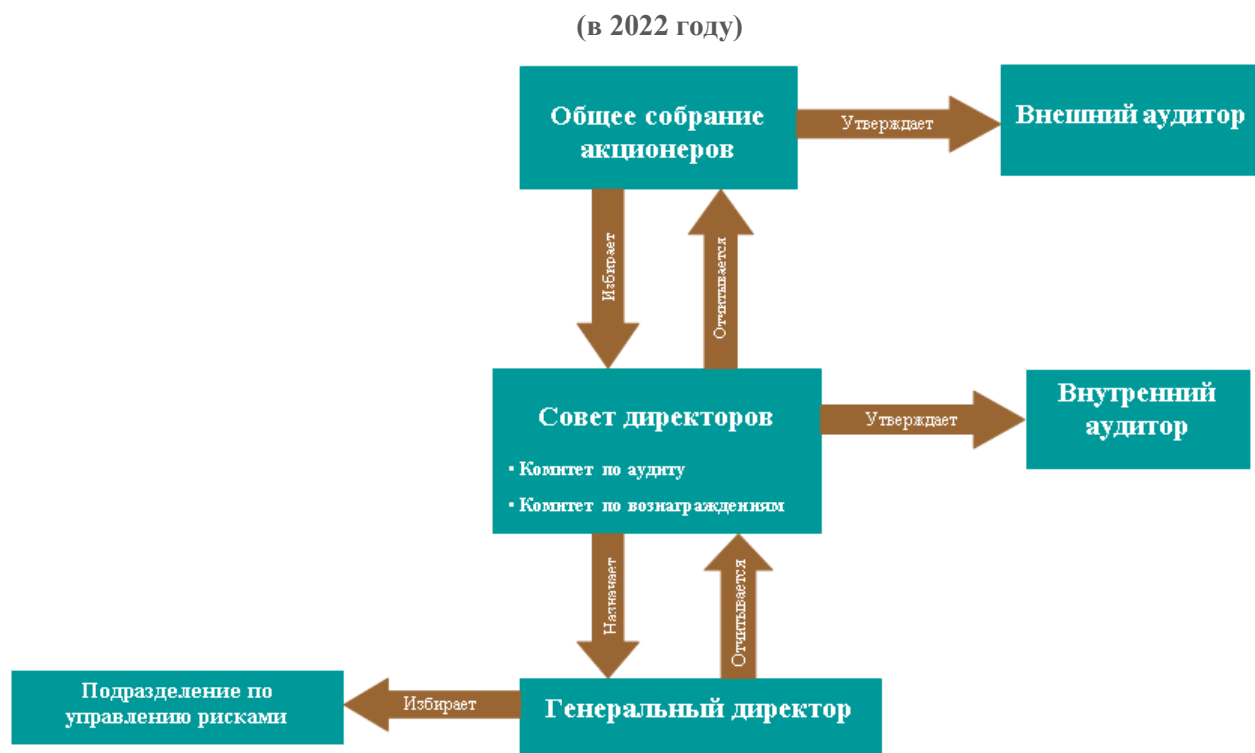 (в 2022 году)
Общее собрание
акционеров
Утверждает
Внешний аудитор
Избирает
Отчитывается
Совет директоров
▪ Комитет по аудиту
▪ Комитет по вознаграждениям
Утверждает
Внутренний
аудитор
Назначает
Отчитывается
Подразделение по
управлению рисками
Избирает
Генеральный директор